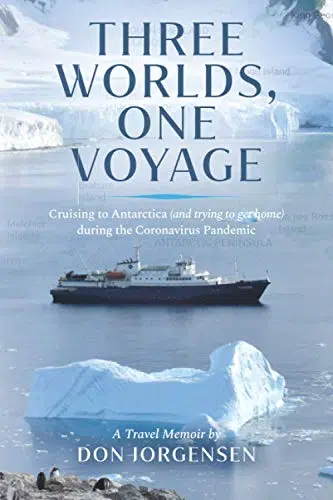 THREE
WORLDS,
ONE
VOYAGE
Cruising to Antarctica (and trying to get home)
during the Coronavirus Pandemic
ANTARCTIC PENINSULA
A Travel Memoir by
DON JORGENSEN